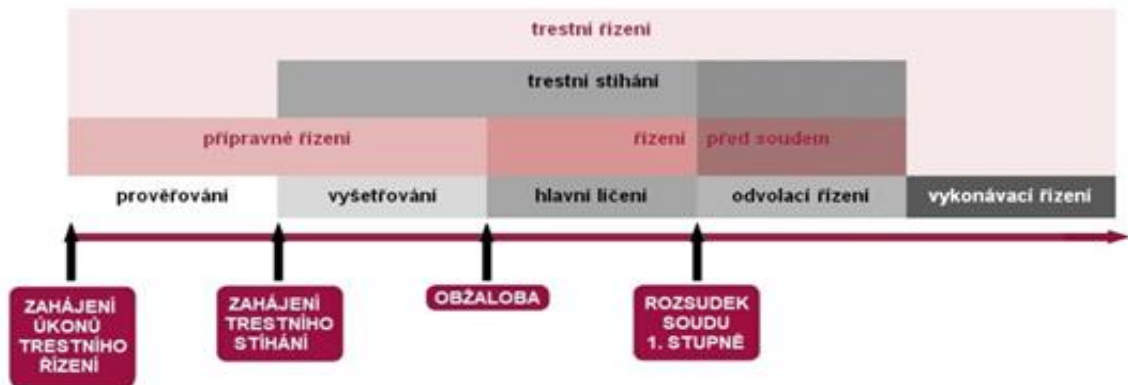 trestní řízení
trestní stíhání
přípravné řízení
řízení před soudem
prověřování
vyšetřování
hlavní líčení
odvolací řízení
vykonávací řízení
ZAHÁJENÍ
ÚKONŮ
TRESTNÍHO
ŘÍZENÍ
ZAHÁJENÍ
TRESTNÍHO
STÍHÁNÍ
OBŽALOBA
ROZSUDEK
SOUDU
1. STUPNĚ